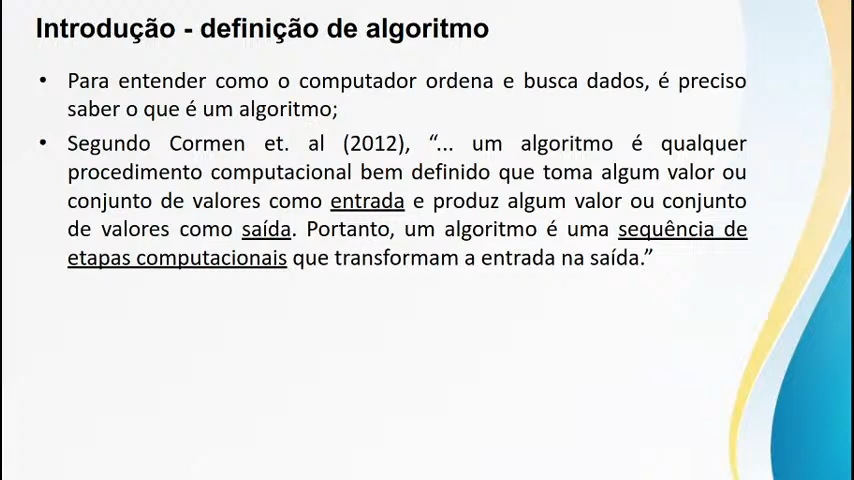 Introdução - definição de algoritmo
• Para entender como o computador ordena e busca dados, é preciso
saber o que é um algoritmo;
• Segundo Cormen et. al (2012), “... um algoritmo é qualquer
procedimento computacional bem definido que toma algum valor ou
conjunto de valores como entrada e produz algum valor ou conjunto
de valores como saída. Portanto, um algoritmo é uma sequência de
etapas computacionais que transformam a entrada na saída.”